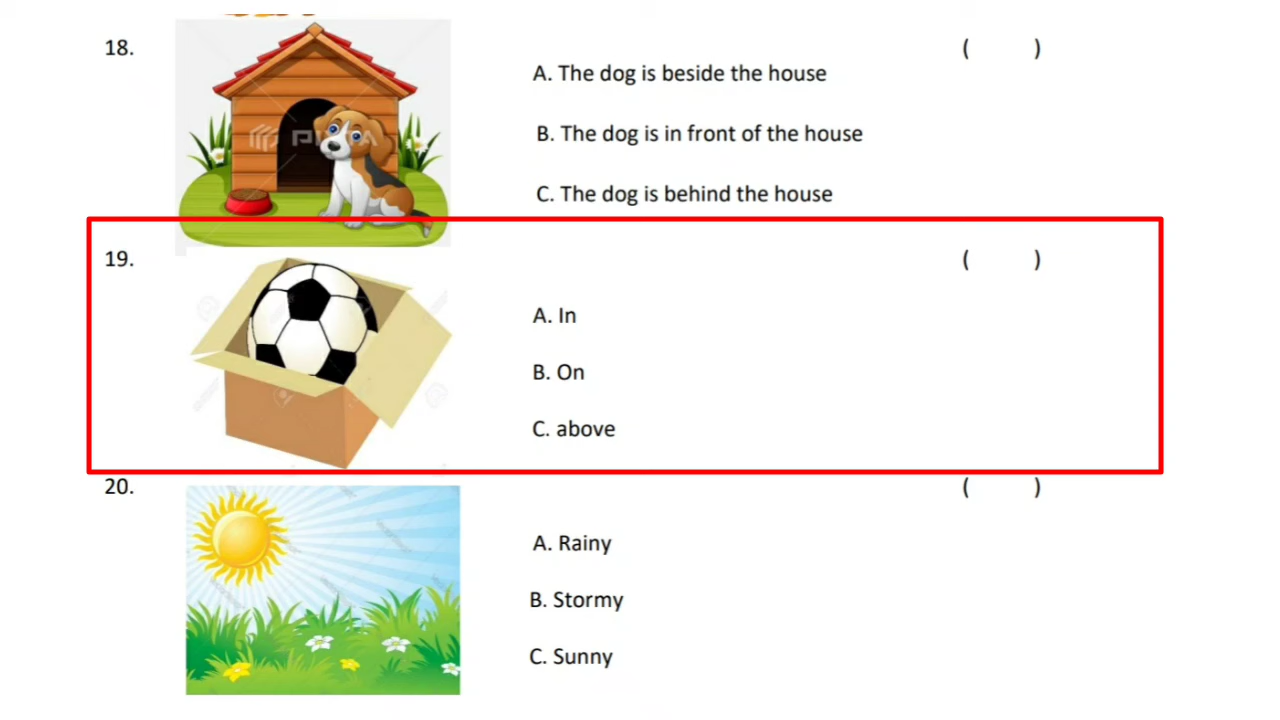 18. ( )
A. The dog is beside the house
B. The dog is in front of the house
C. The dog is behind the house
19. ( )
A. In
B. On
C. above
20. ( )
A. Rainy
B. Stormy
C. Sunny